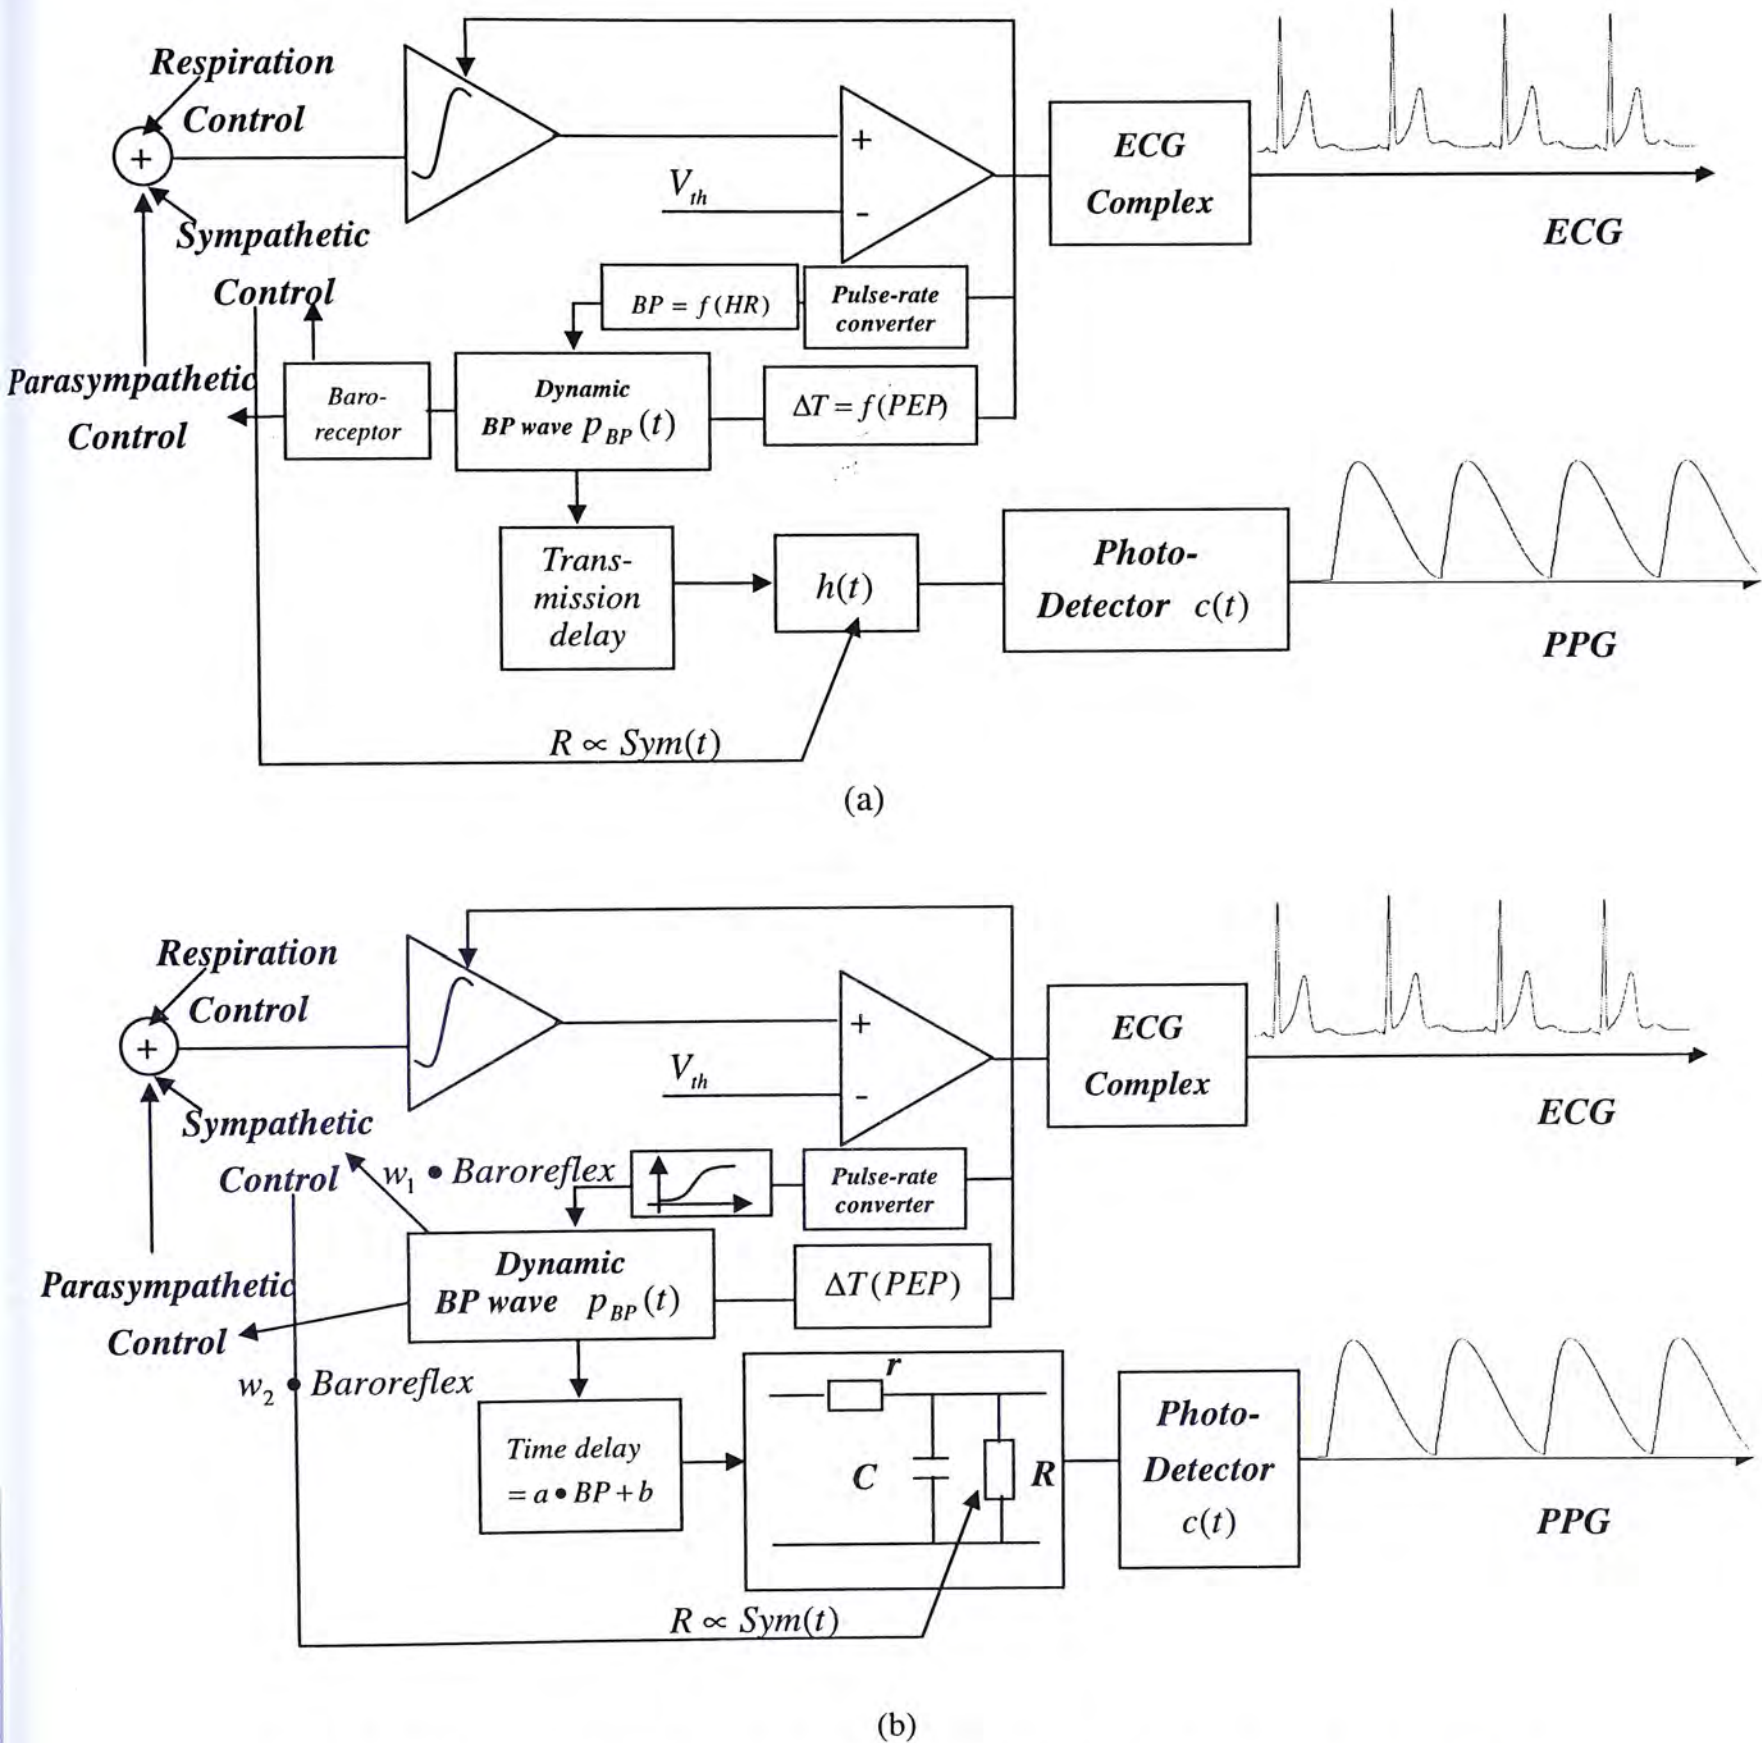 Respiration
Control
+
Sympathetic
Control
Parasympathetic
Control
+
-
V_th
ECG
Complex
ECG
BP = f(HR)
Pulse-rate
converter
Baro-
receptor
Dynamic
BP wave p_BP(t)
ΔT = f(PEP)
Trans-
mission
delay
h(t)
Photo-
Detector c(t)
PPG
R ∝ Sym(t)
(a)
Respiration
Control
+
Sympathetic
Control
Parasympathetic
Control
+
-
V_th
ECG
Complex
ECG
w_1 • Baroreflex
Pulse-rate
converter
Dynamic
BP wave p_BP(t)
ΔT(PEP)
w_2 • Baroreflex
Time delay
= a • BP + b
r
C
R
Photo-
Detector
c(t)
PPG
R ∝ Sym(t)
(b)